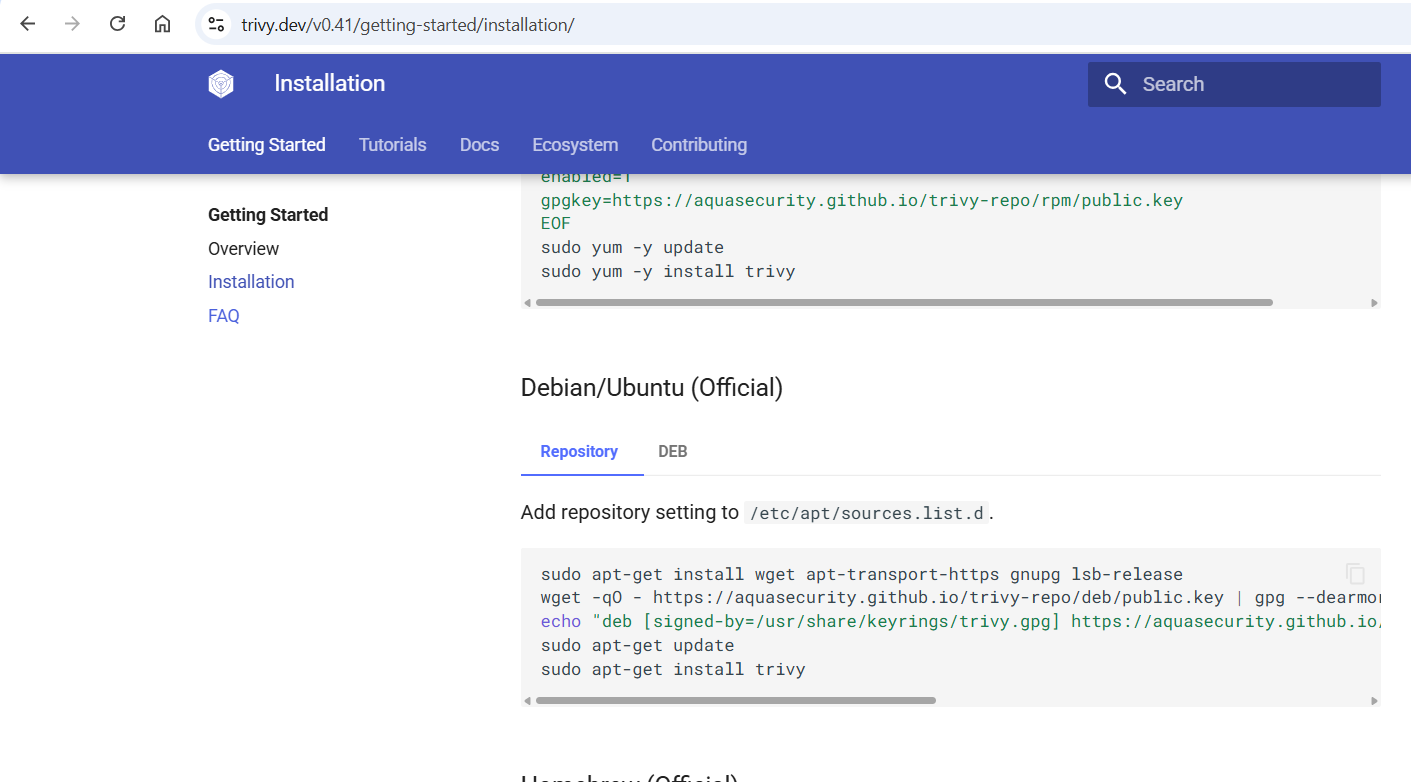 trivy.dev/v0.41/getting-started/installation/
Installation
Search
Getting Started Tutorials Docs Ecosystem Contributing
Getting Started
Overview
Installation
FAQ
enabled=1
gpgkey=https://aquasecurity.github.io/trivy-repo/rpm/public.key
EOF
sudo yum -y update
sudo yum -y install trivy
Debian/Ubuntu (Official)
Repository DEB
Add repository setting to /etc/apt/sources.list.d.
sudo apt-get install wget apt-transport-https gnupg lsb-release
wget -qO - https://aquasecurity.github.io/trivy-repo/deb/public.key | gpg --dearmor
echo "deb [signed-by=/usr/share/keyrings/trivy.gpg] https://aquasecurity.github.io/
sudo apt-get update
sudo apt-get install trivy
Homebrew (Official)